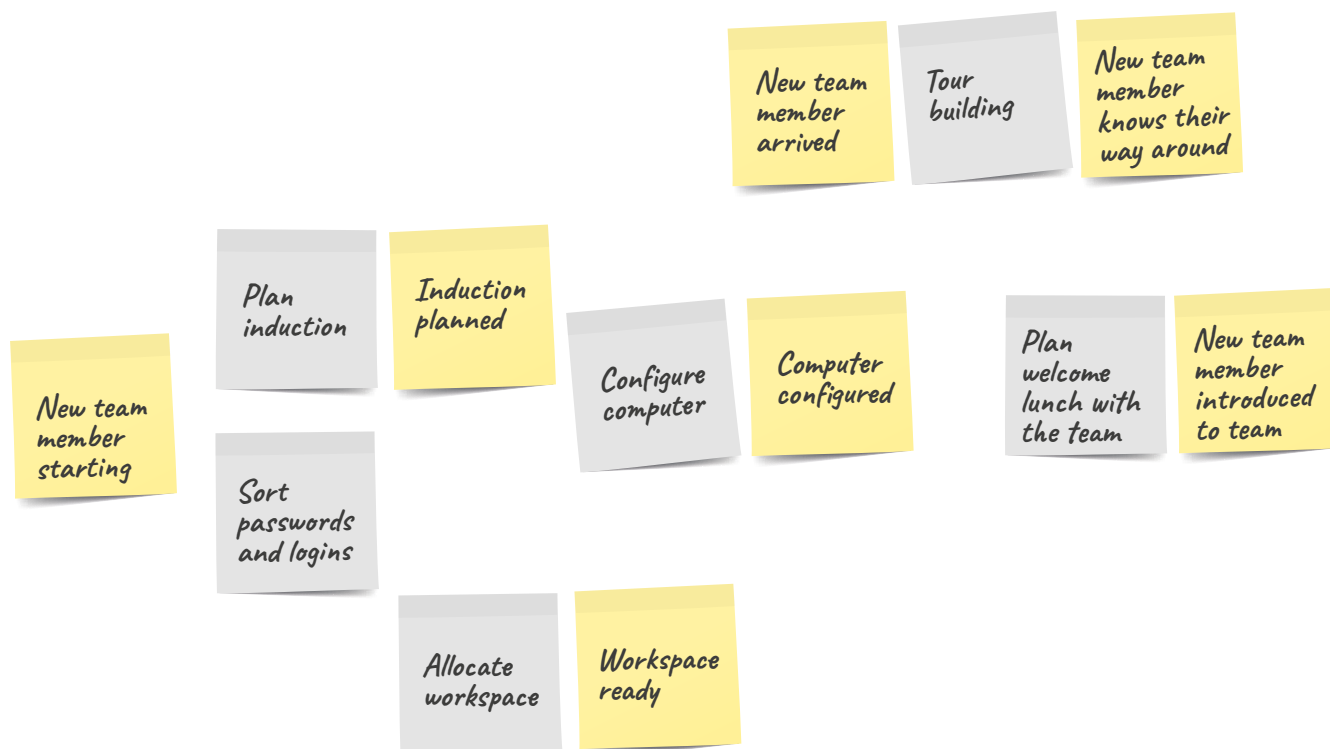 New team
member
arrived
Tour
building
New team
member
knows their
way around
Plan
induction
Induction
planned
Configure
computer
Computer
configured
Plan
welcome
lunch with
the team
New team
member
introduced
to team
New team
member
starting
Sort
passwords
and logins
Allocate
workspace
Workspace
ready